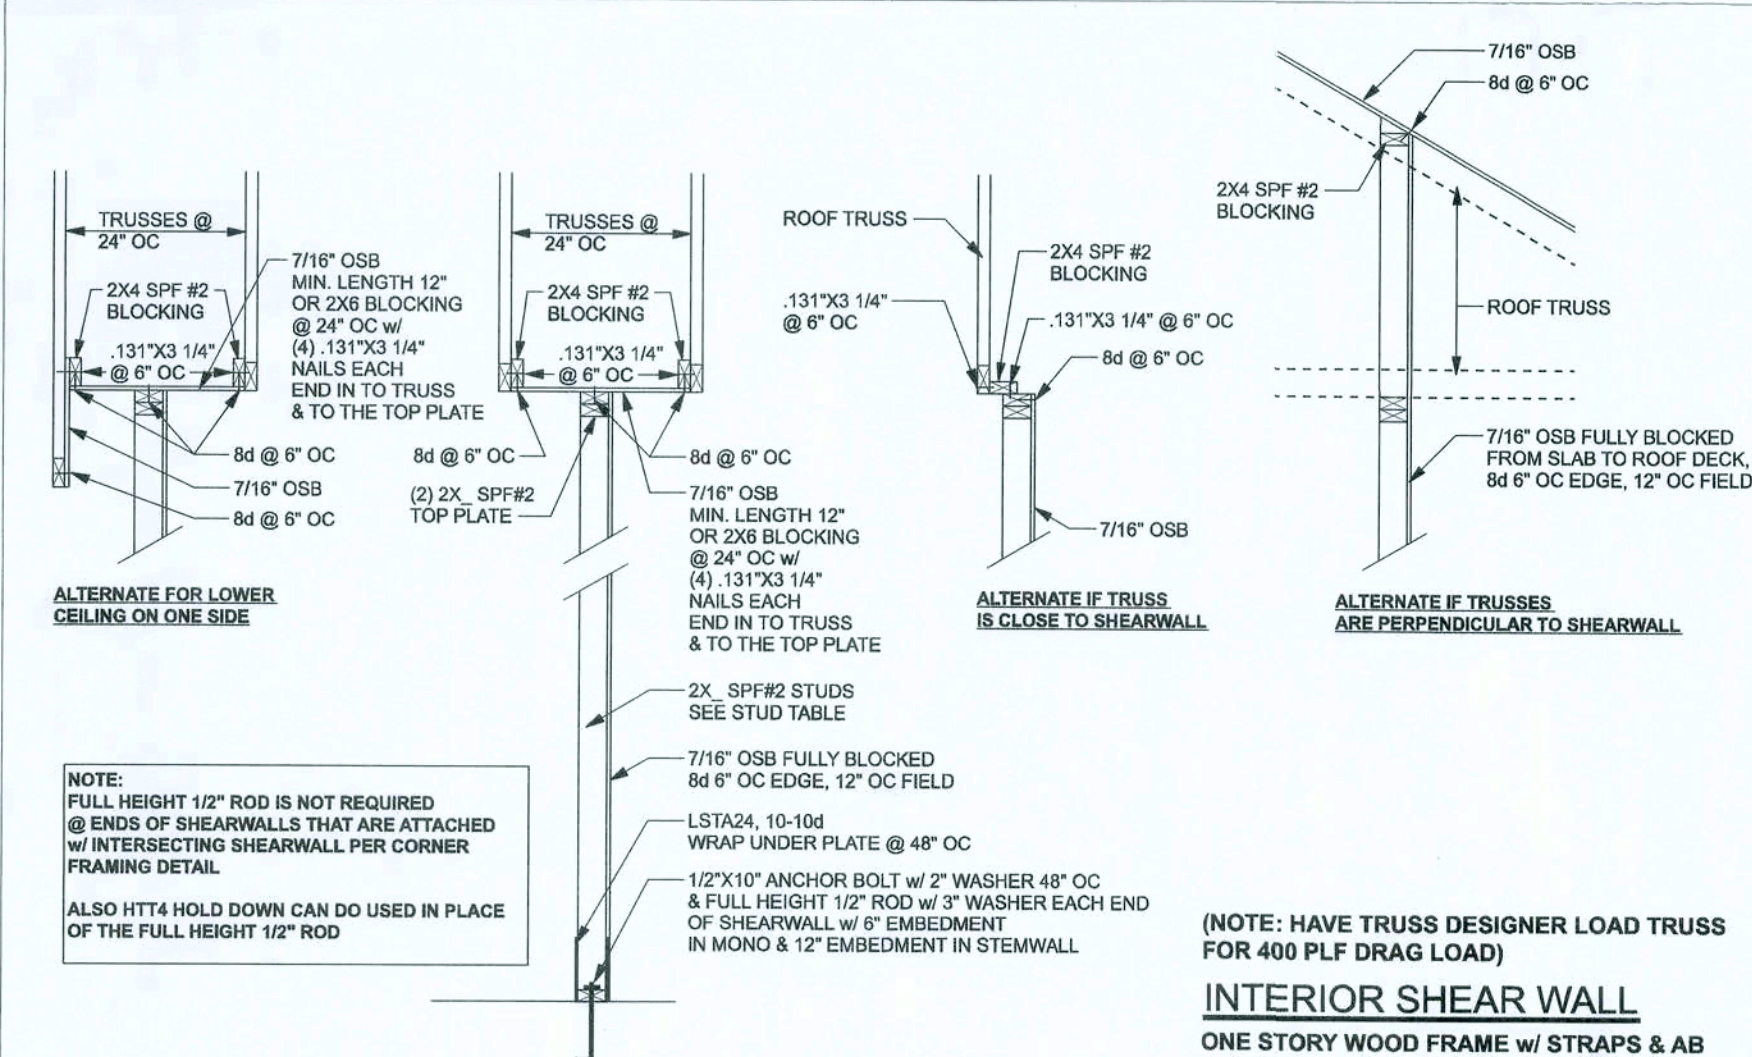 TRUSSES @
24" OC
7/16" OSB
MIN. LENGTH 12"
OR 2X6 BLOCKING
@ 24" OC w/
(4) .131"X3 1/4"
NAILS EACH
END IN TO TRUSS
& TO THE TOP PLATE
2X4 SPF #2
BLOCKING
.131"X3 1/4"
@ 6" OC
8d @ 6" OC
7/16" OSB
8d @ 6" OC
ALTERNATE FOR LOWER
CEILING ON ONE SIDE
TRUSSES @
24" OC
2X4 SPF #2
BLOCKING
.131"X3 1/4"
@ 6" OC
8d @ 6" OC
(2) 2X_ SPF#2
TOP PLATE
8d @ 6" OC
7/16" OSB
MIN. LENGTH 12"
OR 2X6 BLOCKING
@ 24" OC w/
(4) .131"X3 1/4"
NAILS EACH
END IN TO TRUSS
& TO THE TOP PLATE
2X_ SPF#2 STUDS
SEE STUD TABLE
7/16" OSB FULLY BLOCKED
8d 6" OC EDGE, 12" OC FIELD
LSTA24, 10-10d
WRAP UNDER PLATE @ 48" OC
1/2"X10" ANCHOR BOLT w/ 2" WASHER 48" OC
& FULL HEIGHT 1/2" ROD w/ 3" WASHER EACH END
OF SHEARWALL w/ 6" EMBEDMENT
IN MONO & 12" EMBEDMENT IN STEMWALL
ROOF TRUSS
2X4 SPF #2
BLOCKING
.131"X3 1/4"
@ 6" OC
.131"X3 1/4" @ 6" OC
8d @ 6" OC
7/16" OSB
ALTERNATE IF TRUSS
IS CLOSE TO SHEARWALL
7/16" OSB
8d @ 6" OC
2X4 SPF #2
BLOCKING
ROOF TRUSS
7/16" OSB FULLY BLOCKED
FROM SLAB TO ROOF DECK,
8d 6" OC EDGE, 12" OC FIELD
ALTERNATE IF TRUSSES
ARE PERPENDICULAR TO SHEARWALL
NOTE:
FULL HEIGHT 1/2" ROD IS NOT REQUIRED
@ ENDS OF SHEARWALLS THAT ARE ATTACHED
w/ INTERSECTING SHEARWALL PER CORNER
FRAMING DETAIL
ALSO HTT4 HOLD DOWN CAN DO USED IN PLACE
OF THE FULL HEIGHT 1/2" ROD
(NOTE: HAVE TRUSS DESIGNER LOAD TRUSS
FOR 400 PLF DRAG LOAD)
INTERIOR SHEAR WALL
ONE STORY WOOD FRAME w/ STRAPS & AB